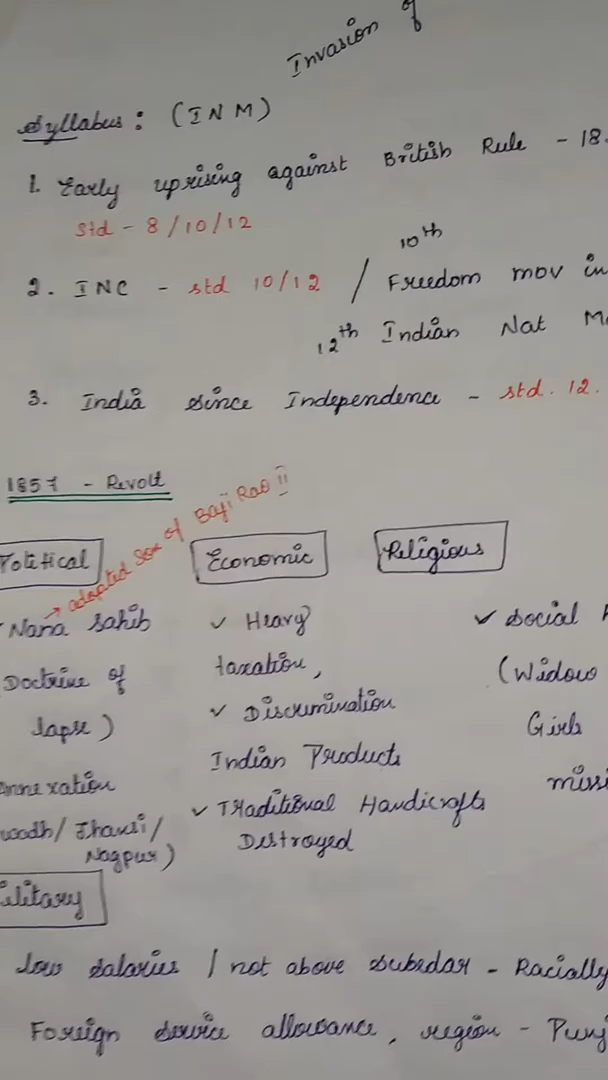 Invasion of
Syllabus : (INM)
1. Early uprising against British Rule - 18.
Std - 8/10/12
10th
2. INC - std 10/12 / Freedom mov in
12th Indian Nat M
3. India since Independence - std. 12.
1857 - Revolt
→ adopted son of Baji Rao II
Political Economic Religious
Nana Sahib ✓ Heavy ✓ Social
Doctrine of taxation, (Widow
lapse) ✓ Discrimination Girls
Annexation Indian Products missi
Awadh/ Jhansi/ ✓ Traditional Handicrafts
Nagpur) Destroyed
Military
low salaries / not above subedar - Racially
Foreign service allowance, region - Punj